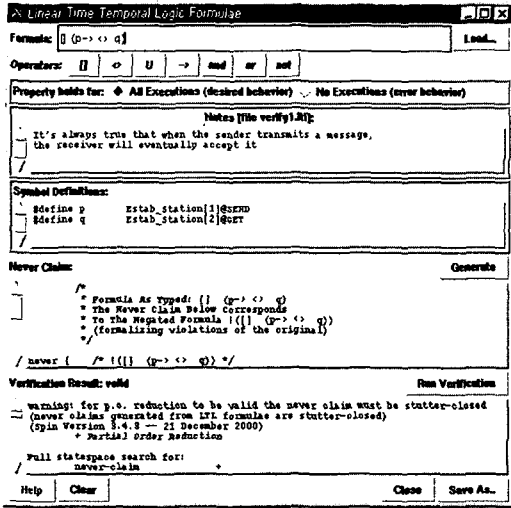 Linear Time Temporal Logic Formulae
Formula: [] (p-> <> q)
Load...
Operators: [] <> U -> and or not
Property holds for: All Executions (desired behavior) No Executions (error behavior)
Notes [file verify1.ltl]:
It's always true that when the sender transmits a message,
the receiver will eventually accept it
Symbol Definitions:
#define p Estab_station[1]@SEND
#define q Estab_station[2]@GET
Never Claim:
Generate
/*
* Formula As Typed: [] (p-> <> q)
* The Never Claim Below Corresponds
* To The Negated Formula !([] (p-> <> q))
* (formalizing violations of the original)
*/
never { /* !([] (p-> <> q)) */
Verification Result: valid
Run Verification
warning: for p.o. reduction to be valid the never claim must be stutter-closed
(never claims generated from LTL formulae are stutter-closed)
(Spin Version 3.4.3 -- 21 December 2000)
+ Partial Order Reduction
Full statespace search for:
never-claim +
Help Clear Close Save As..